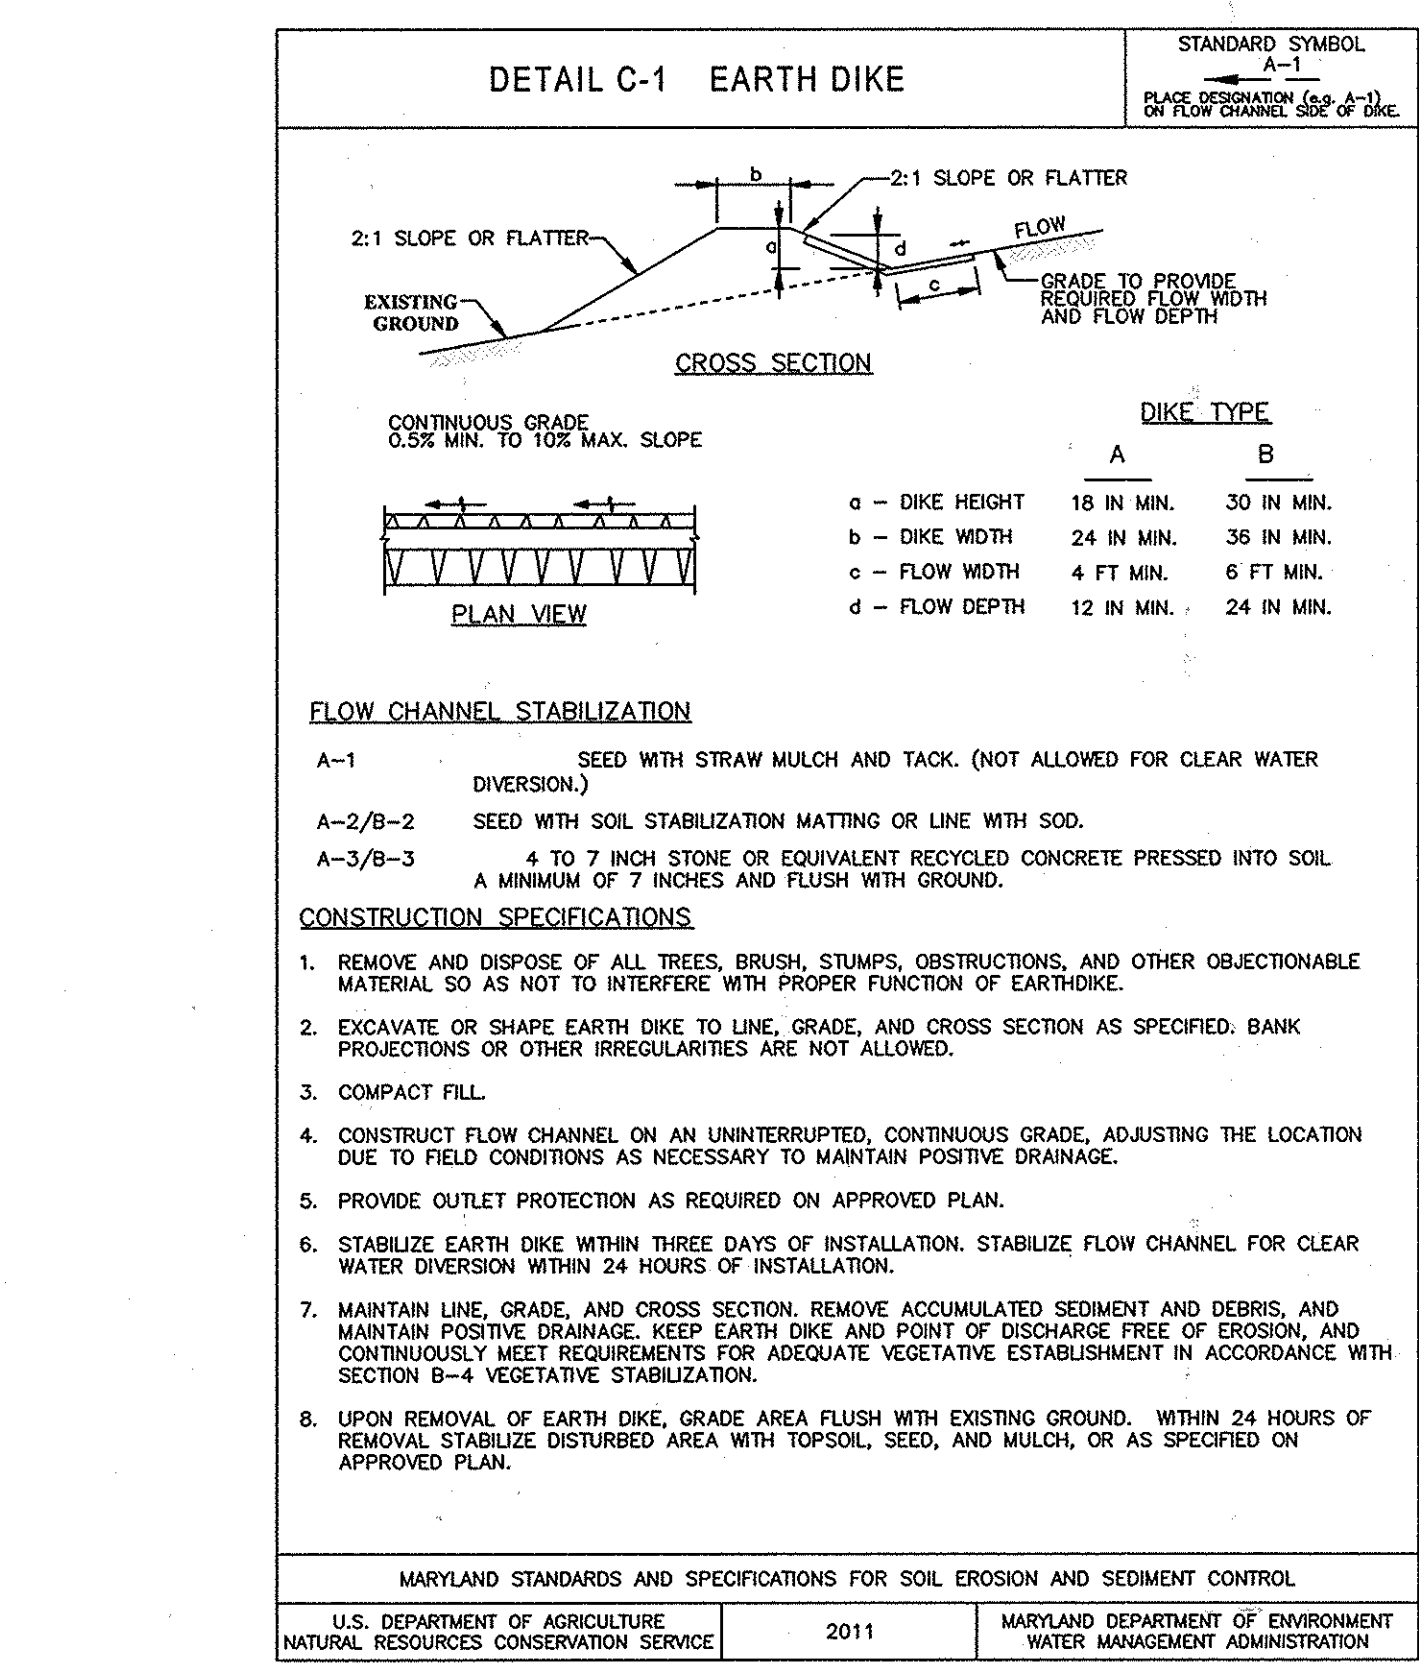 DETAIL C-1 EARTH DIKE
STANDARD SYMBOL
A-1
PLACE DESIGNATION (e.g. A-1)
ON FLOW CHANNEL SIDE OF DIKE.
b
2:1 SLOPE OR FLATTER
FLOW
2:1 SLOPE OR FLATTER
a
d
c
GRADE TO PROVIDE
REQUIRED FLOW WIDTH
AND FLOW DEPTH
EXISTING
GROUND
CROSS SECTION
CONTINUOUS GRADE
0.5% MIN. TO 10% MAX. SLOPE
PLAN VIEW
DIKE TYPE
A B
a - DIKE HEIGHT 18 IN MIN. 30 IN MIN.
b - DIKE WIDTH 24 IN MIN. 36 IN MIN.
c - FLOW WIDTH 4 FT MIN. 6 FT MIN.
d - FLOW DEPTH 12 IN MIN. 24 IN MIN.
FLOW CHANNEL STABILIZATION
A-1 SEED WITH STRAW MULCH AND TACK. (NOT ALLOWED FOR CLEAR WATER
DIVERSION.)
A-2/B-2 SEED WITH SOIL STABILIZATION MATTING OR LINE WITH SOD.
A-3/B-3 4 TO 7 INCH STONE OR EQUIVALENT RECYCLED CONCRETE PRESSED INTO SOIL
A MINIMUM OF 7 INCHES AND FLUSH WITH GROUND.
CONSTRUCTION SPECIFICATIONS
1. REMOVE AND DISPOSE OF ALL TREES, BRUSH, STUMPS, OBSTRUCTIONS, AND OTHER OBJECTIONABLE
MATERIAL SO AS NOT TO INTERFERE WITH PROPER FUNCTION OF EARTHDIKE.
2. EXCAVATE OR SHAPE EARTH DIKE TO LINE, GRADE, AND CROSS SECTION AS SPECIFIED. BANK
PROJECTIONS OR OTHER IRREGULARITIES ARE NOT ALLOWED.
3. COMPACT FILL.
4. CONSTRUCT FLOW CHANNEL ON AN UNINTERRUPTED, CONTINUOUS GRADE, ADJUSTING THE LOCATION
DUE TO FIELD CONDITIONS AS NECESSARY TO MAINTAIN POSITIVE DRAINAGE.
5. PROVIDE OUTLET PROTECTION AS REQUIRED ON APPROVED PLAN.
6. STABILIZE EARTH DIKE WITHIN THREE DAYS OF INSTALLATION. STABILIZE FLOW CHANNEL FOR CLEAR
WATER DIVERSION WITHIN 24 HOURS OF INSTALLATION.
7. MAINTAIN LINE, GRADE, AND CROSS SECTION. REMOVE ACCUMULATED SEDIMENT AND DEBRIS, AND
MAINTAIN POSITIVE DRAINAGE. KEEP EARTH DIKE AND POINT OF DISCHARGE FREE OF EROSION, AND
CONTINUOUSLY MEET REQUIREMENTS FOR ADEQUATE VEGETATIVE ESTABLISHMENT IN ACCORDANCE WITH
SECTION B-4 VEGETATIVE STABILIZATION.
8. UPON REMOVAL OF EARTH DIKE, GRADE AREA FLUSH WITH EXISTING GROUND. WITHIN 24 HOURS OF
REMOVAL STABILIZE DISTURBED AREA WITH TOPSOIL, SEED, AND MULCH, OR AS SPECIFIED ON
APPROVED PLAN.
MARYLAND STANDARDS AND SPECIFICATIONS FOR SOIL EROSION AND SEDIMENT CONTROL
U.S. DEPARTMENT OF AGRICULTURE
NATURAL RESOURCES CONSERVATION SERVICE
2011
MARYLAND DEPARTMENT OF ENVIRONMENT
WATER MANAGEMENT ADMINISTRATION